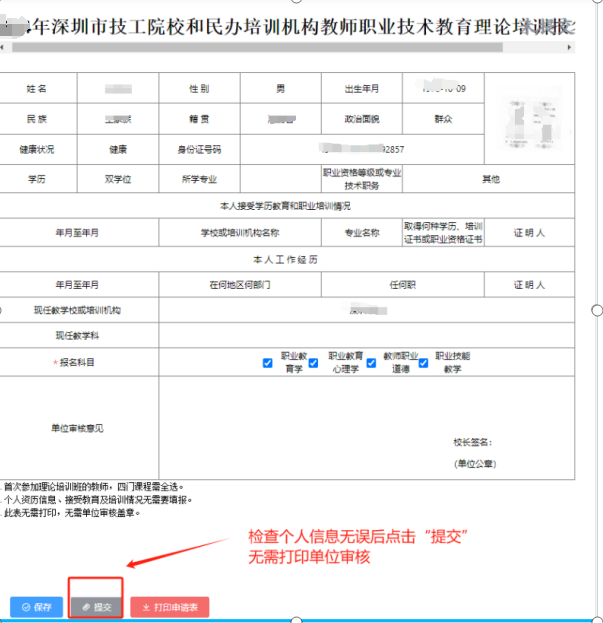 年深圳市技工院校和民办培训机构教师职业技术教育理论培训报
姓 名 性 别 男 出生年月 -09
民 族 籍 贯 政治面貌 群众
健康状况 健康 身份证号码 92857
学历 双学位 所学专业 职业资格等级或专业技术职务 其他
本人接受学历教育和职业培训情况
年月至年月 学校或培训机构名称 专业名称 取得何种学历、培训证书或职业资格证书 证 明 人
本 人 工 作 经 历
年月至年月 在何地区何部门 任何职 证 明 人
现任教学校或培训机构
现任教学科
*报名科目 职业教育学 职业教育心理学 教师职业道德 职业技能教学
单位审核意见
校长签名：
(单位公章)
.首次参加理论培训班的教师，四门课程需全选。
.个人资历信息、接受教育及培训情况无需要填报。
.此表无需打印，无需单位审核盖章。
检查个人信息无误后点击“提交”
无需打印单位审核
保存 提交 打印申请表